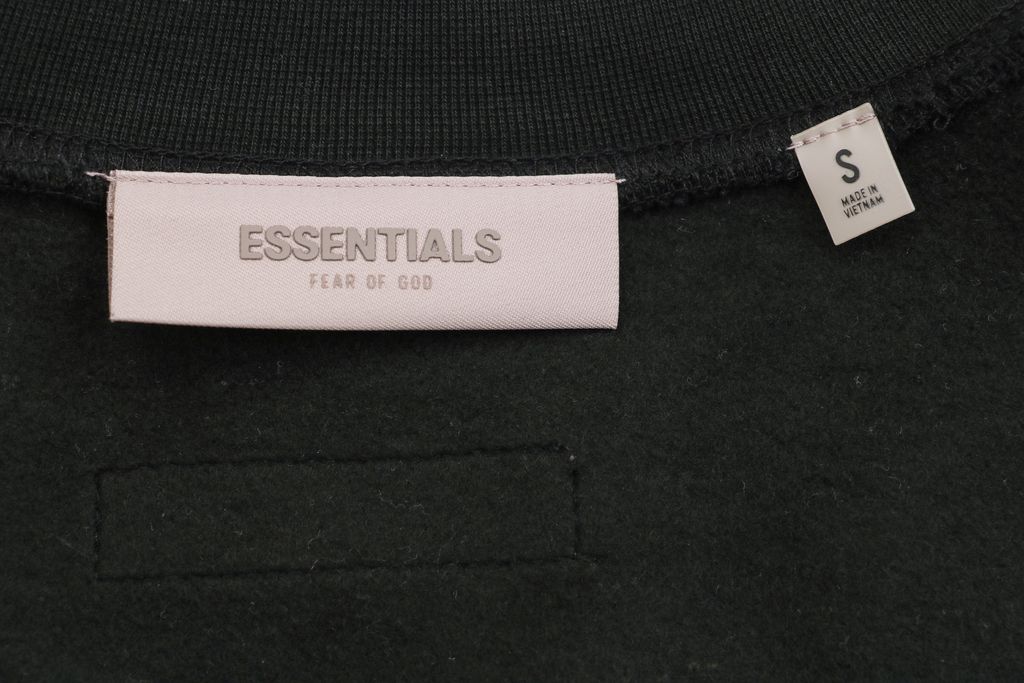 ESSENTIALS
FEAR OF GOD
S
MADE IN
VIETNAM